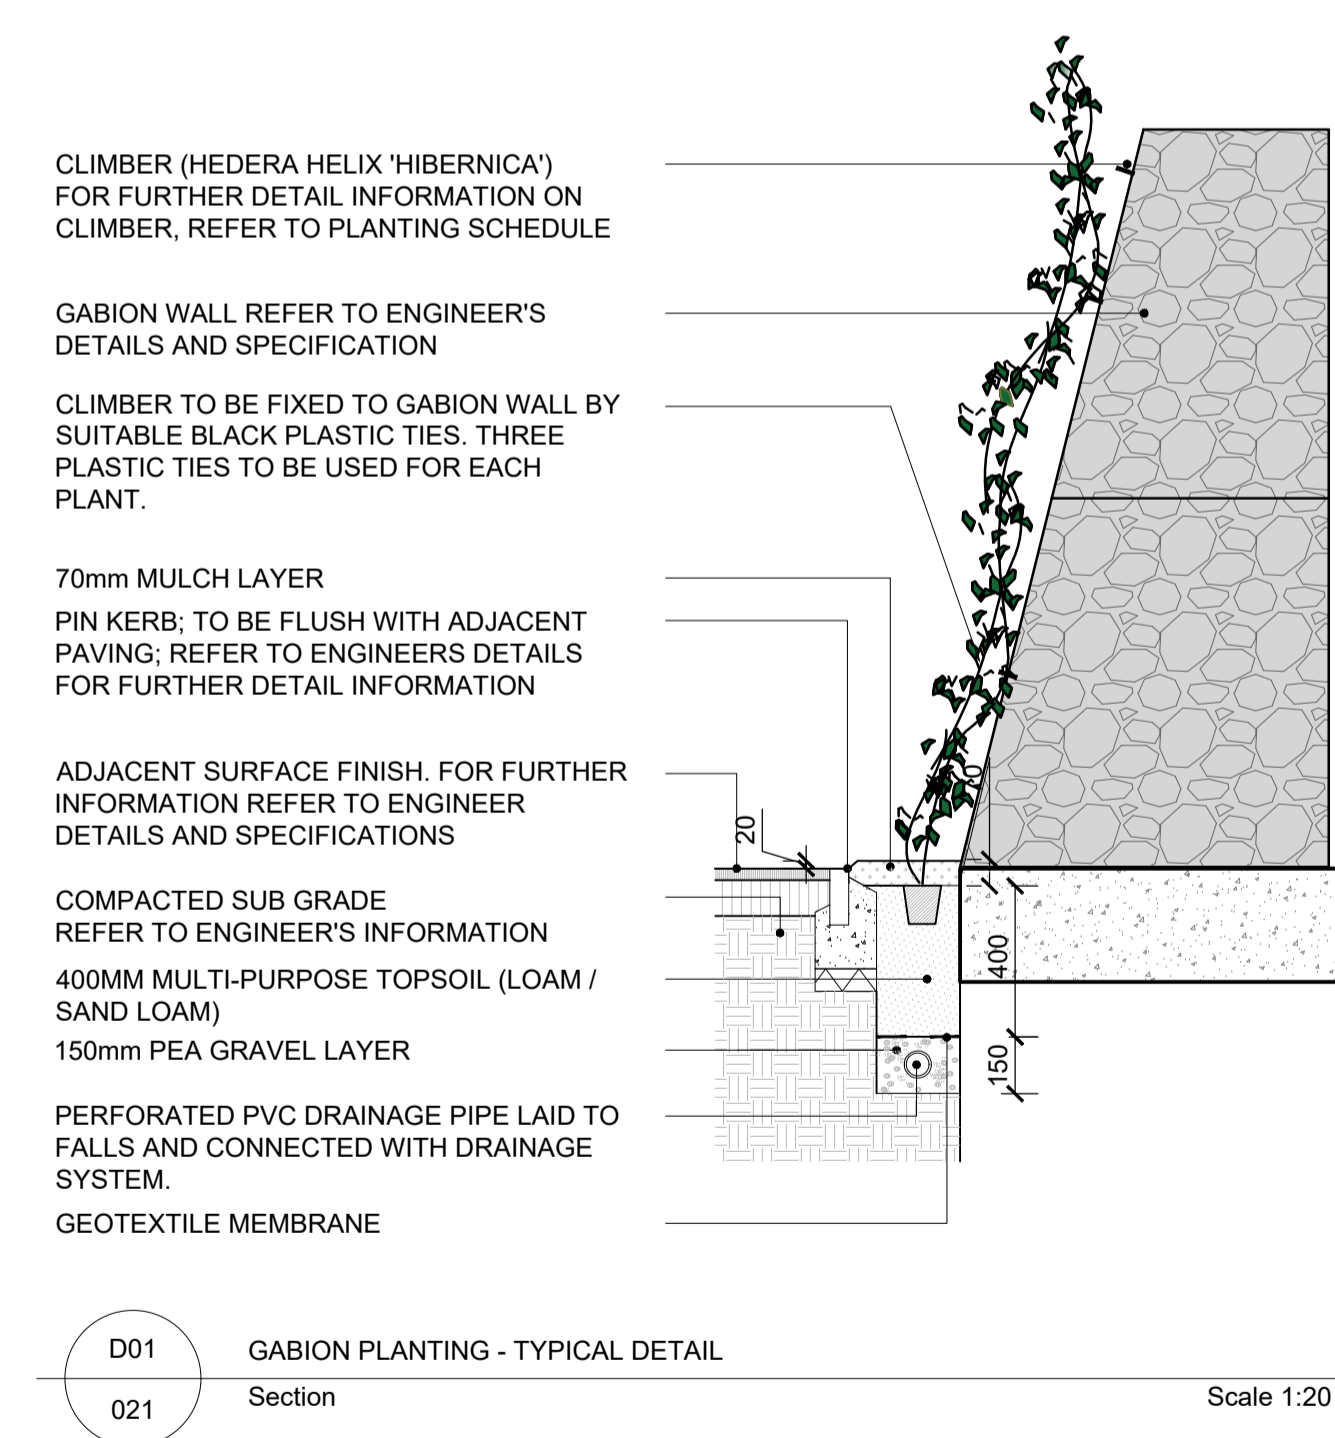 CLIMBER (HEDERA HELIX 'HIBERNICA')
FOR FURTHER DETAIL INFORMATION ON
CLIMBER, REFER TO PLANTING SCHEDULE
GABION WALL REFER TO ENGINEER'S
DETAILS AND SPECIFICATION
CLIMBER TO BE FIXED TO GABION WALL BY
SUITABLE BLACK PLASTIC TIES. THREE
PLASTIC TIES TO BE USED FOR EACH
PLANT.
70mm MULCH LAYER
PIN KERB; TO BE FLUSH WITH ADJACENT
PAVING; REFER TO ENGINEERS DETAILS
FOR FURTHER DETAIL INFORMATION
ADJACENT SURFACE FINISH. FOR FURTHER
INFORMATION REFER TO ENGINEER
DETAILS AND SPECIFICATIONS
COMPACTED SUB GRADE
REFER TO ENGINEER'S INFORMATION
400MM MULTI-PURPOSE TOPSOIL (LOAM /
SAND LOAM)
150mm PEA GRAVEL LAYER
PERFORATED PVC DRAINAGE PIPE LAID TO
FALLS AND CONNECTED WITH DRAINAGE
SYSTEM.
GEOTEXTILE MEMBRANE
20
400
150
D01
021
GABION PLANTING - TYPICAL DETAIL
Section
Scale 1:20